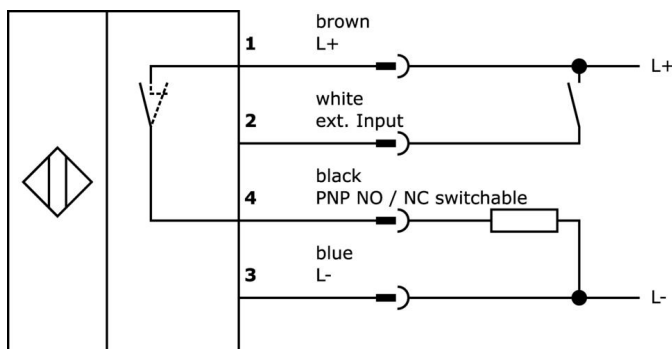 brown
1 L+
L+
white
2 ext. Input
black
4 PNP NO / NC switchable
blue
3 L-
L-